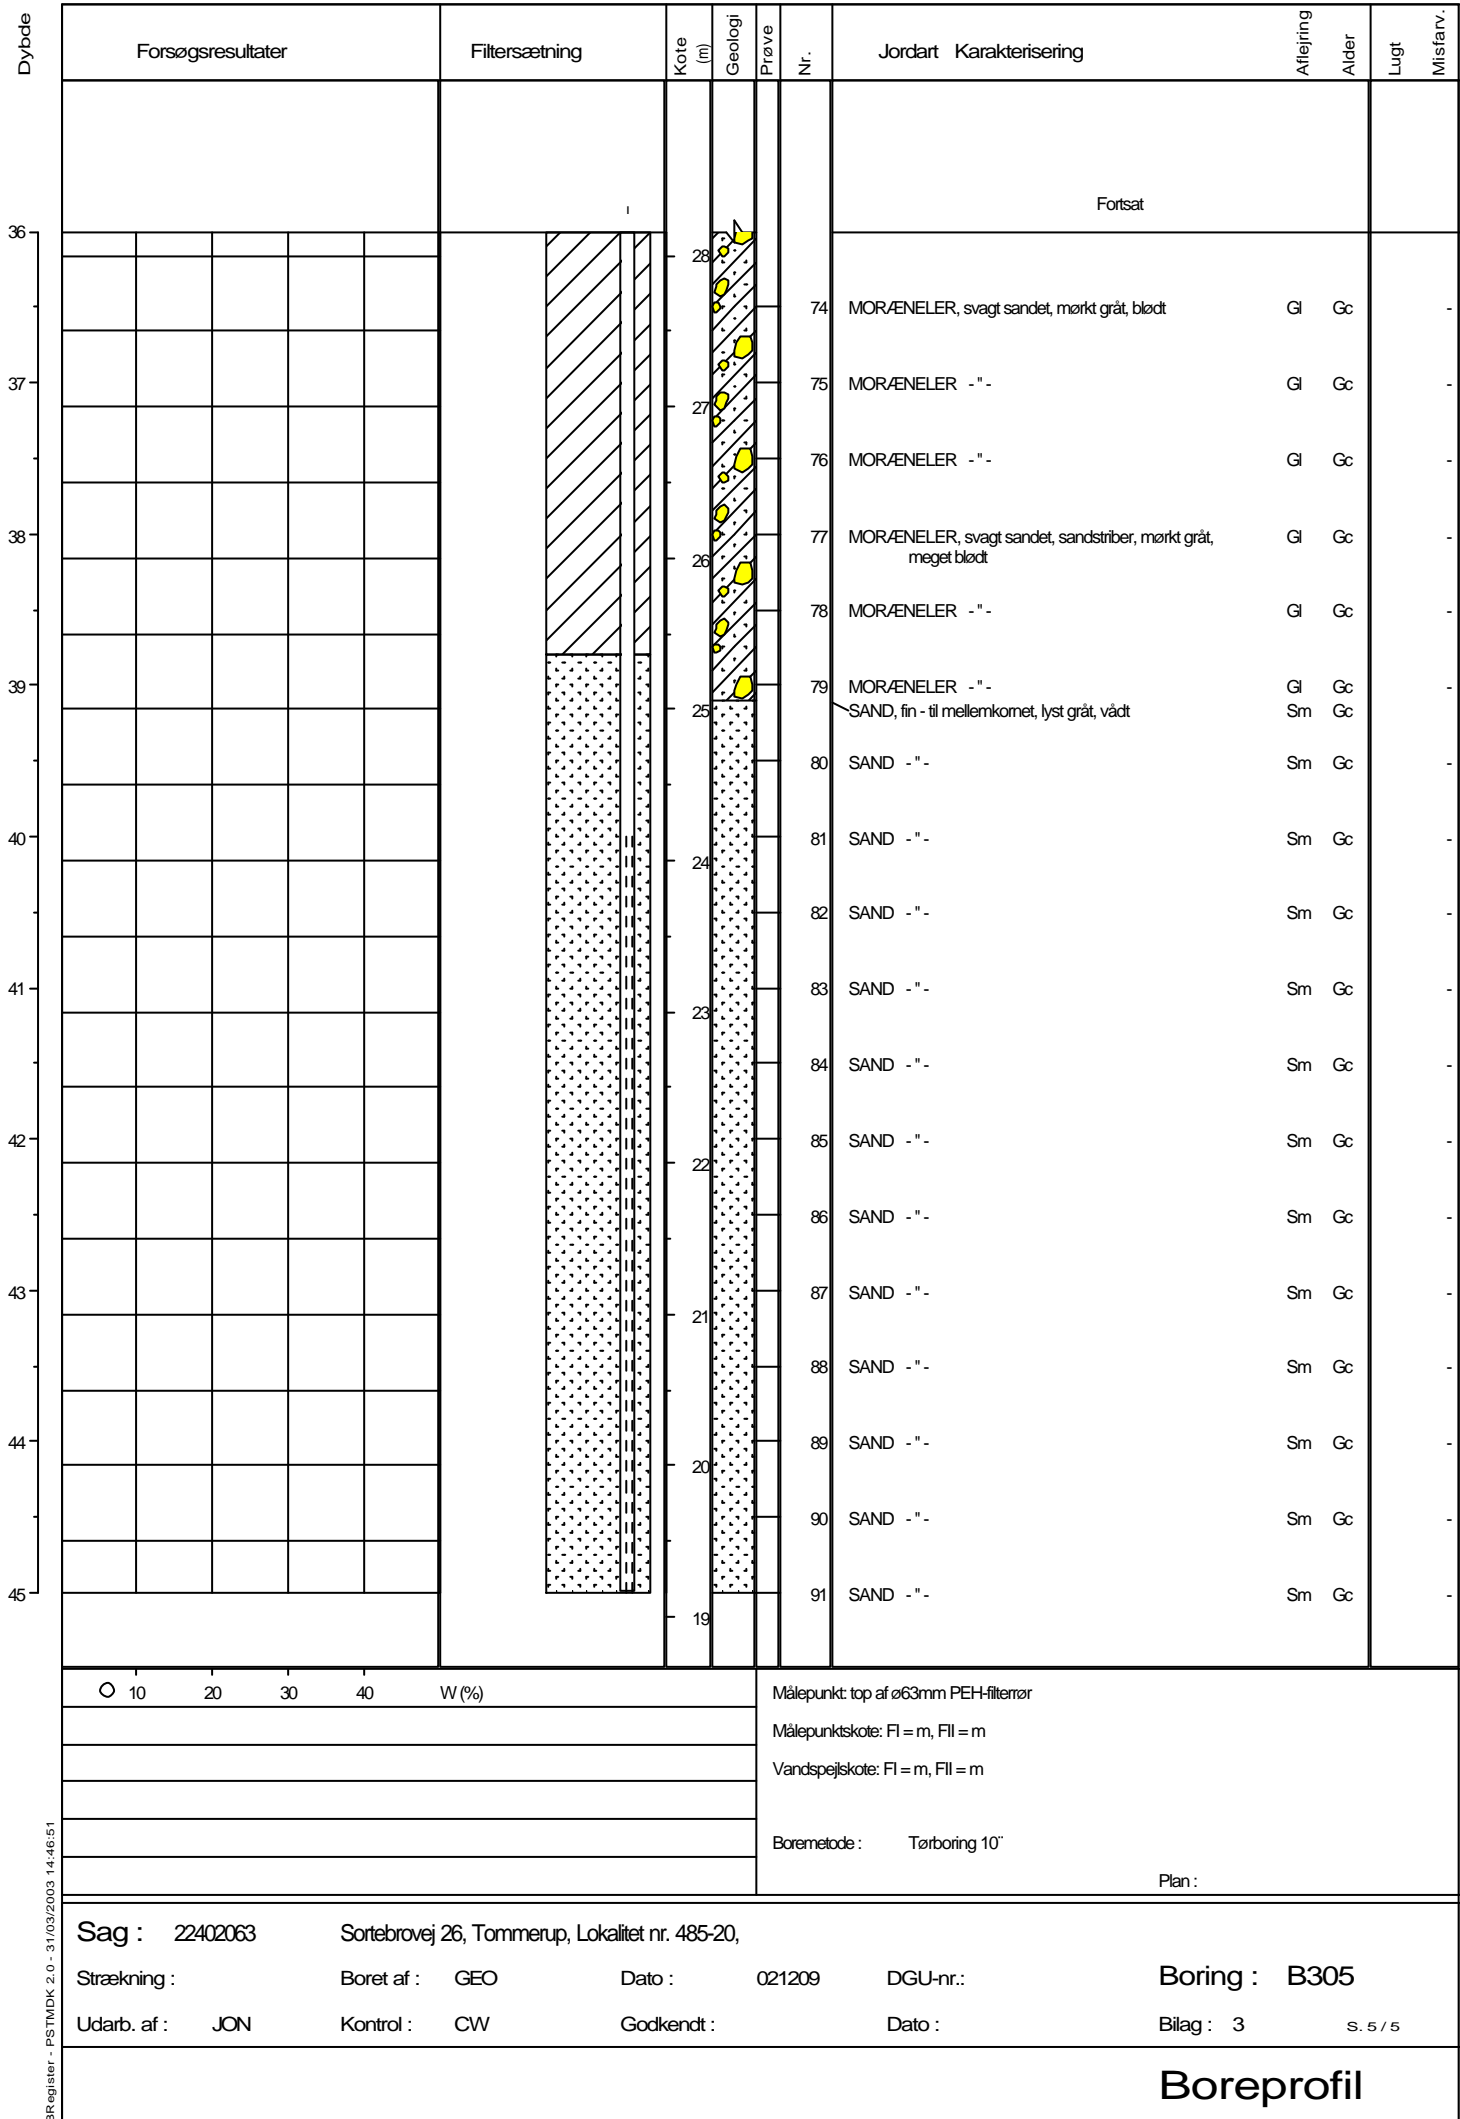 Dybde Forsøgsresultater Filtersætning Kote (m) Geologi Prøve Nr. Jordart Karakterisering Aflejring Alder Lugt Misfarv.
Fortsat
I
36
28
74 MORÆNELER, svagt sandet, mørkt gråt, blødt Gl Gc -
37 75 MORÆNELER - " - Gl Gc -
27
76 MORÆNELER - " - Gl Gc -
38 77 MORÆNELER, svagt sandet, sandstriber, mørkt gråt, Gl Gc -
meget blødt
26
78 MORÆNELER - " - Gl Gc -
39 79 MORÆNELER - " - Gl Gc -
25 SAND, fin - til mellemkornet, lyst gråt, vådt Sm Gc
80 SAND - " - Sm Gc -
40 81 SAND - " - Sm Gc -
24
82 SAND - " - Sm Gc -
41 83 SAND - " - Sm Gc -
23
84 SAND - " - Sm Gc -
42 85 SAND - " - Sm Gc -
22
86 SAND - " - Sm Gc -
43 87 SAND - " - Sm Gc -
21
88 SAND - " - Sm Gc -
44 89 SAND - " - Sm Gc -
20
90 SAND - " - Sm Gc -
45 91 SAND - " - Sm Gc -
19
10 20 30 40 W (%)
Målepunkt: top af ø63mm PEH-filterrør
Målepunktskote: FI = m, FII = m
Vandspejlskote: FI = m, FII = m
Boremetode : Tørboring 10¨
Plan :
Sag : 22402063 Sortebrovej 26, Tommerup, Lokalitet nr. 485-20,
Strækning : Boret af : GEO Dato : 021209 DGU-nr.: Boring : B305
Udarb. af : JON Kontrol : CW Godkendt : Dato : Bilag : 3 S. 5 / 5
Boreprofil
BRegister - PSTMDK 2.0 - 31/03/2003 14:46:51